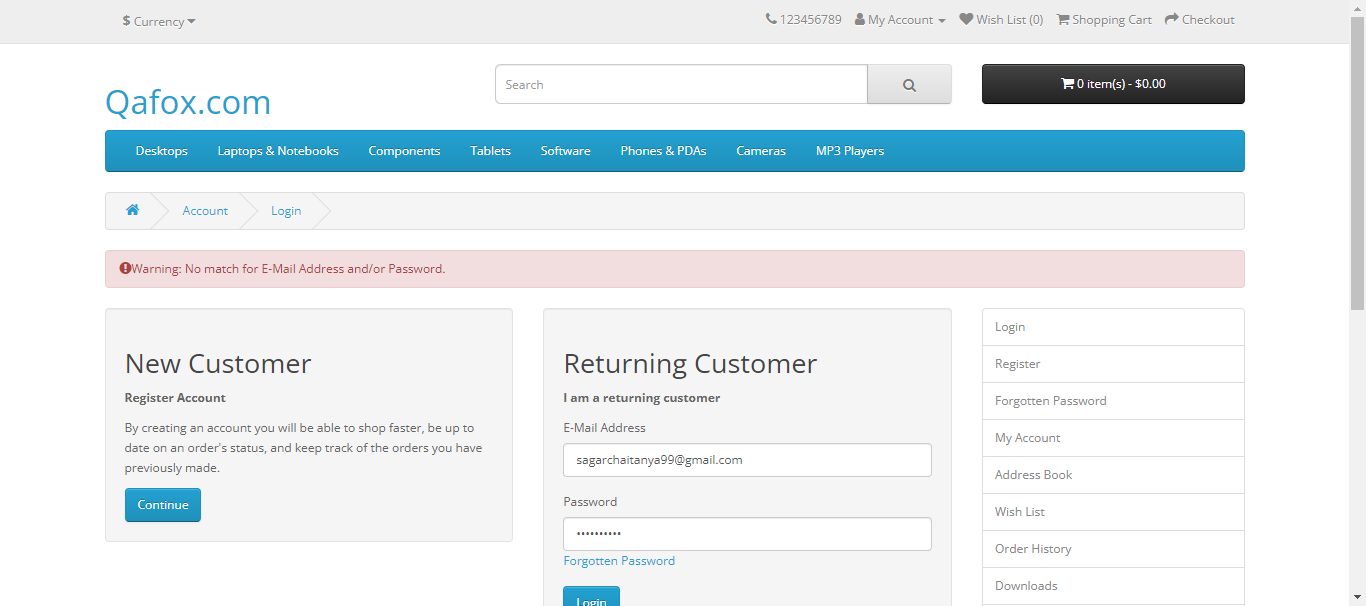 $ Currency
123456789 My Account Wish List (0) Shopping Cart Checkout
Qafox.com
Search
0 item(s) - $0.00
Desktops Laptops & Notebooks Components Tablets Software Phones & PDAs Cameras MP3 Players
Account Login
Warning: No match for E-Mail Address and/or Password.
New Customer
Register Account
By creating an account you will be able to shop faster, be up to
date on an order's status, and keep track of the orders you have
previously made.
Continue
Returning Customer
I am a returning customer
E-Mail Address
sagarchaitanya99@gmail.com
Password
••••••••••
Forgotten Password
Login
Login
Register
Forgotten Password
My Account
Address Book
Wish List
Order History
Downloads